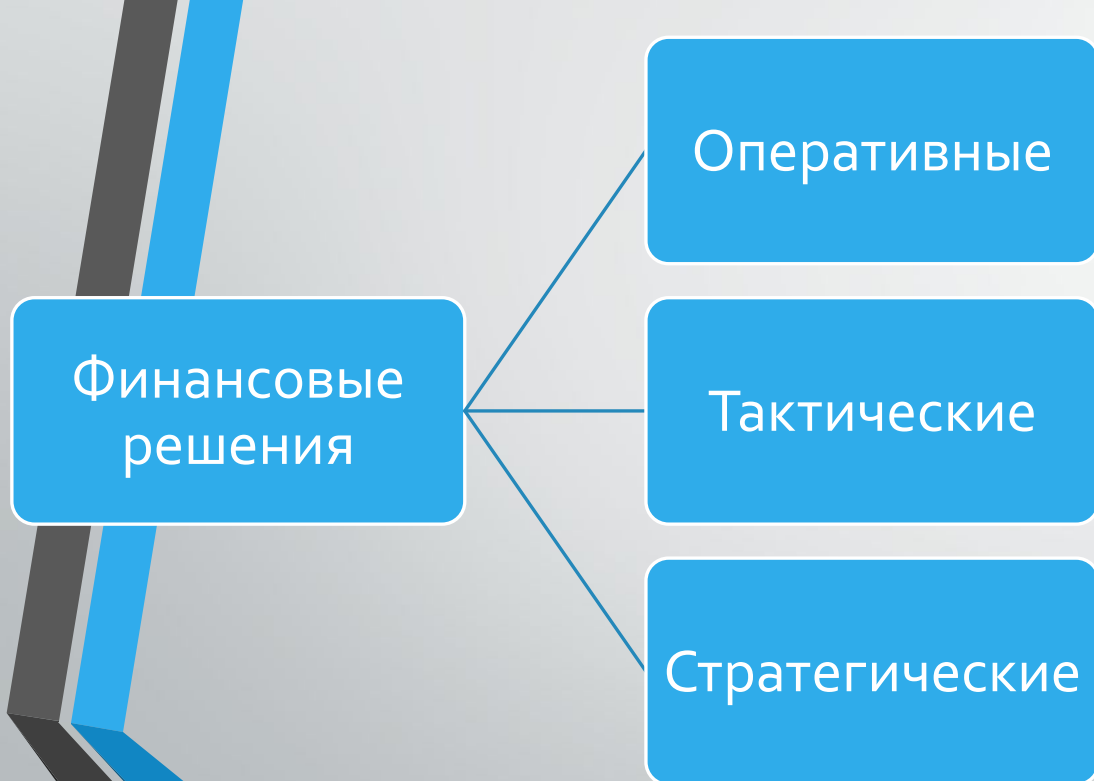 Финансовые
решения
Оперативные
Тактические
Стратегические